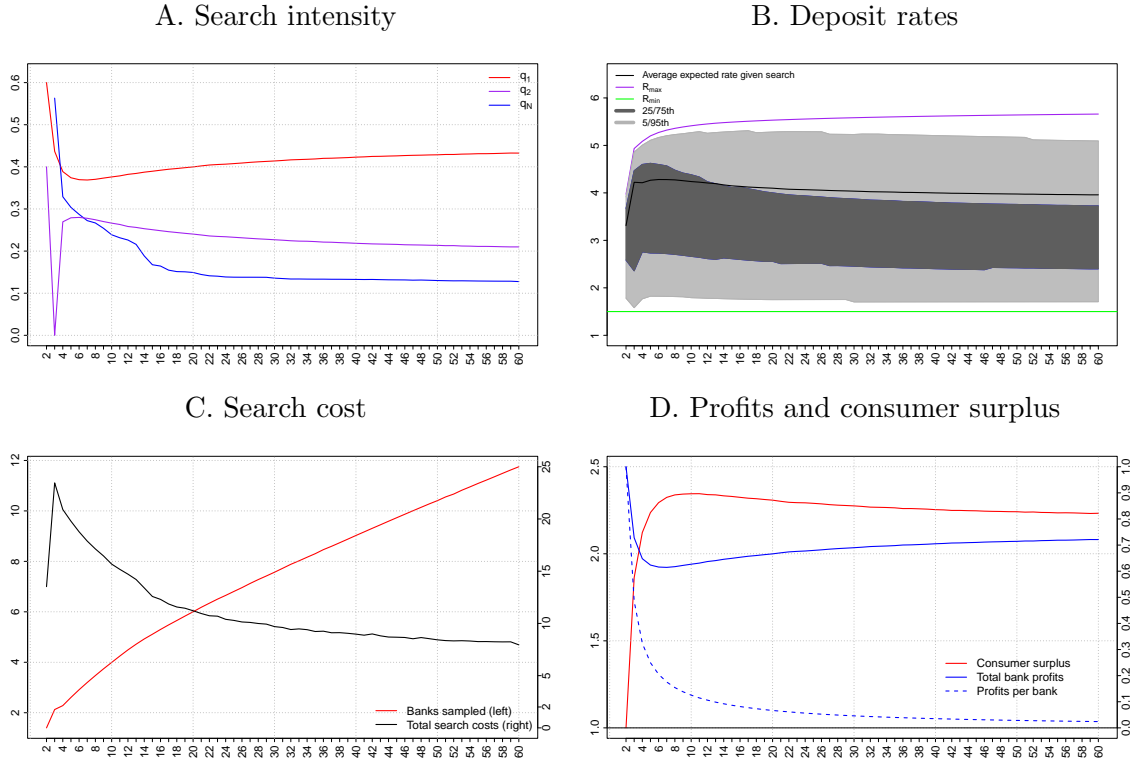 A. Search intensity
0.0 0.1 0.2 0.3 0.4 0.5 0.6
q1
q2
qN
2 4 6 8 10 12 14 16 18 20 22 24 26 28 30 32 34 36 38 40 42 44 46 48 50 52 54 56 58 60
B. Deposit rates
1 2 3 4 5 6
Average expected rate given search
Rmax
Rmin
25/75th
5/95th
2 4 6 8 10 12 14 16 18 20 22 24 26 28 30 32 34 36 38 40 42 44 46 48 50 52 54 56 58 60
C. Search cost
2 4 6 8 10 12
0 5 10 15 20 25
Banks sampled (left)
Total search costs (right)
2 4 6 8 10 12 14 16 18 20 22 24 26 28 30 32 34 36 38 40 42 44 46 48 50 52 54 56 58 60
D. Profits and consumer surplus
1.0 1.5 2.0 2.5
0.0 0.1 0.2 0.3 0.4 0.5 0.6 0.7 0.8 0.9 1.0
Consumer surplus
Total bank profits
Profits per bank
2 4 6 8 10 12 14 16 18 20 22 24 26 28 30 32 34 36 38 40 42 44 46 48 50 52 54 56 58 60